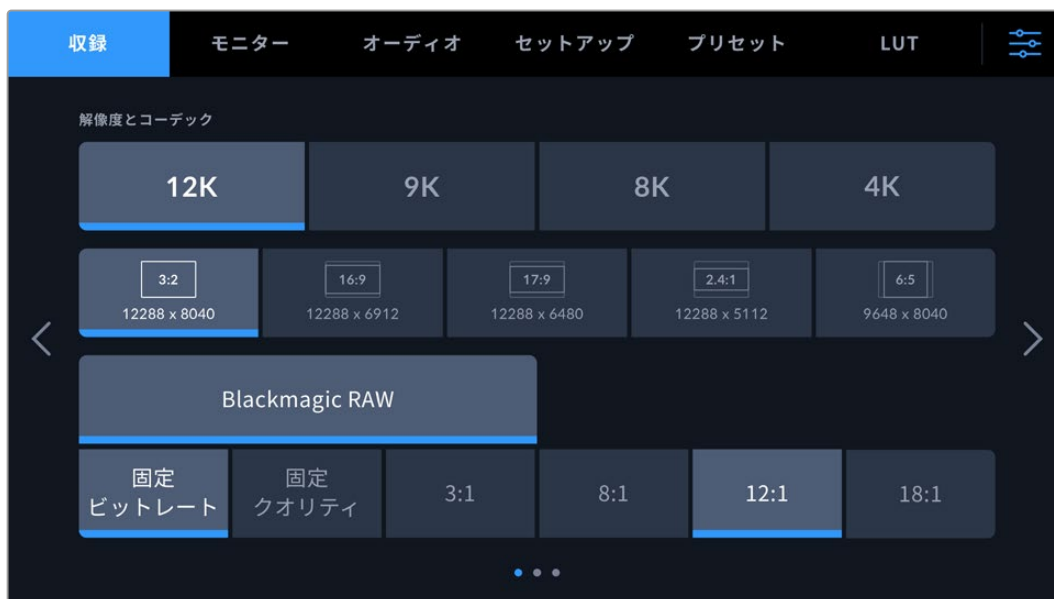 収録 モニター オーディオ セットアップ プリセット LUT
解像度とコーデック
12K 9K 8K 4K
3:2 16:9 17:9 2.4:1 6:5
12288 x 8040 12288 x 6912 12288 x 6480 12288 x 5112 9648 x 8040
Blackmagic RAW
固定 固定
ビットレート クオリティ 3:1 8:1 12:1 18:1